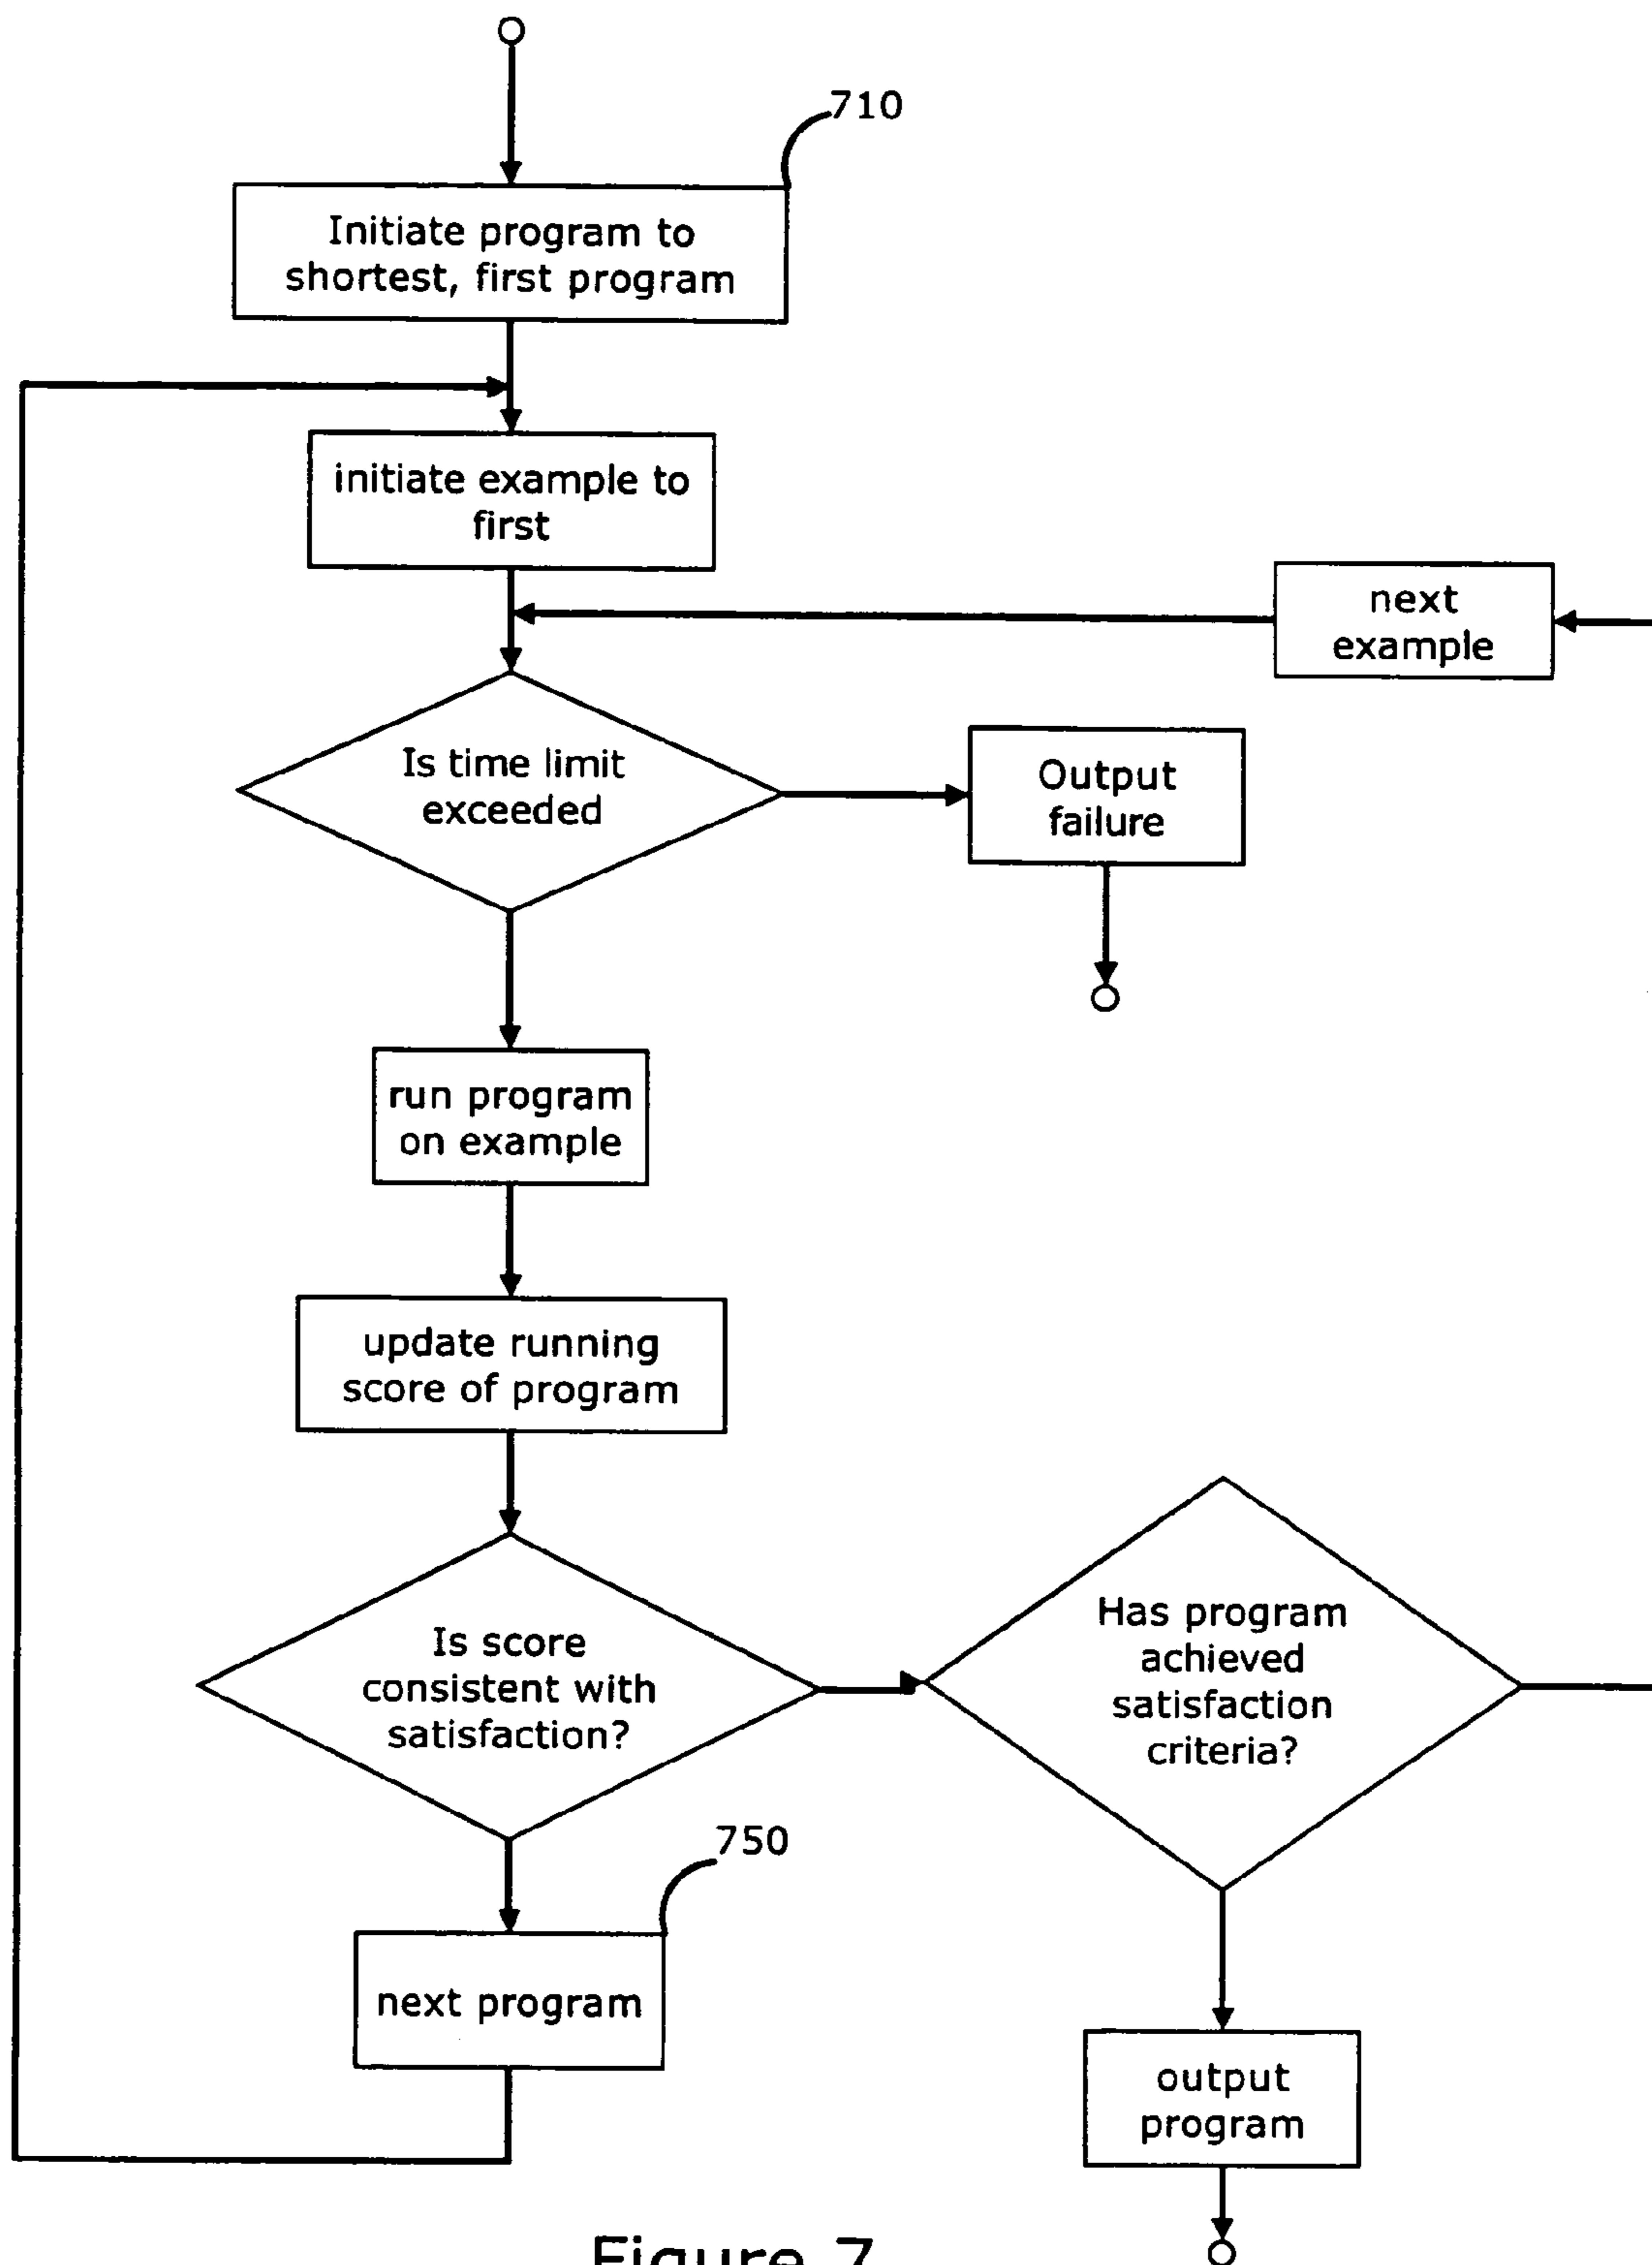 710
Initiate program to
shortest, first program
initiate example to
first
next
example
Is time limit
exceeded
Output
failure
run program
on example
update running
score of program
Is score
consistent with
satisfaction?
Has program
achieved
satisfaction
criteria?
750
next program
output
program
Figure 7